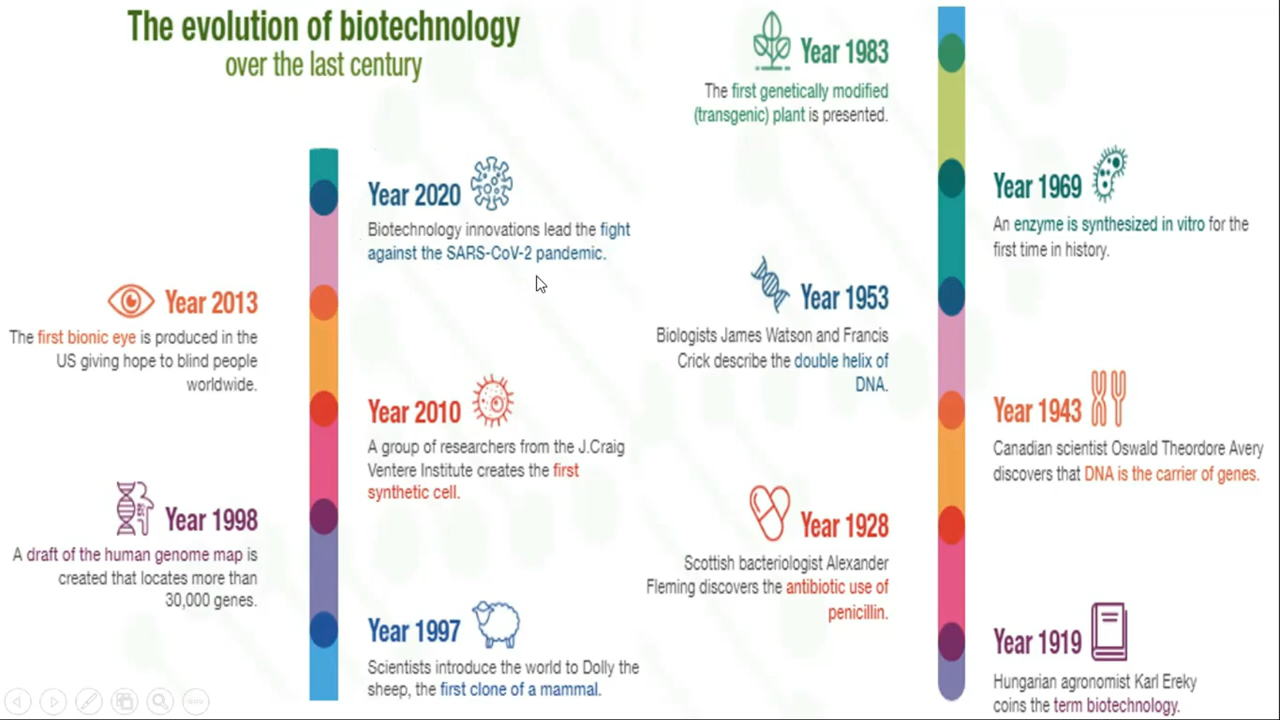 The evolution of biotechnology
over the last century
Year 2020
Biotechnology innovations lead the fight
against the SARS-CoV-2 pandemic.
Year 2013
The first bionic eye is produced in the
US giving hope to blind people
worldwide.
Year 2010
A group of researchers from the J.Craig
Ventere Institute creates the first
synthetic cell.
Year 1998
A draft of the human genome map is
created that locates more than
30,000 genes.
Year 1997
Scientists introduce the world to Dolly the
sheep, the first clone of a mammal.
Year 1983
The first genetically modified
(transgenic) plant is presented.
Year 1969
An enzyme is synthesized in vitro for the
first time in history.
Year 1953
Biologists James Watson and Francis
Crick describe the double helix of
DNA.
Year 1943
Canadian scientist Oswald Theordore Avery
discovers that DNA is the carrier of genes.
Year 1928
Scottish bacteriologist Alexander
Fleming discovers the antibiotic use of
penicillin.
Year 1919
Hungarian agronomist Karl Ereky
coins the term biotechnology.